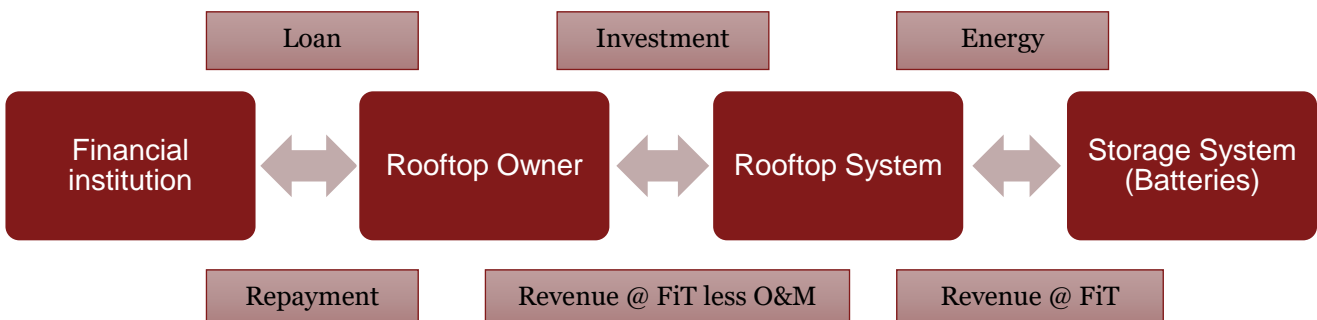 Loan
Investment
Energy
Financial
institution
Rooftop Owner
Rooftop System
Storage System
(Batteries)
Repayment
Revenue @ FiT less O&M
Revenue @ FiT